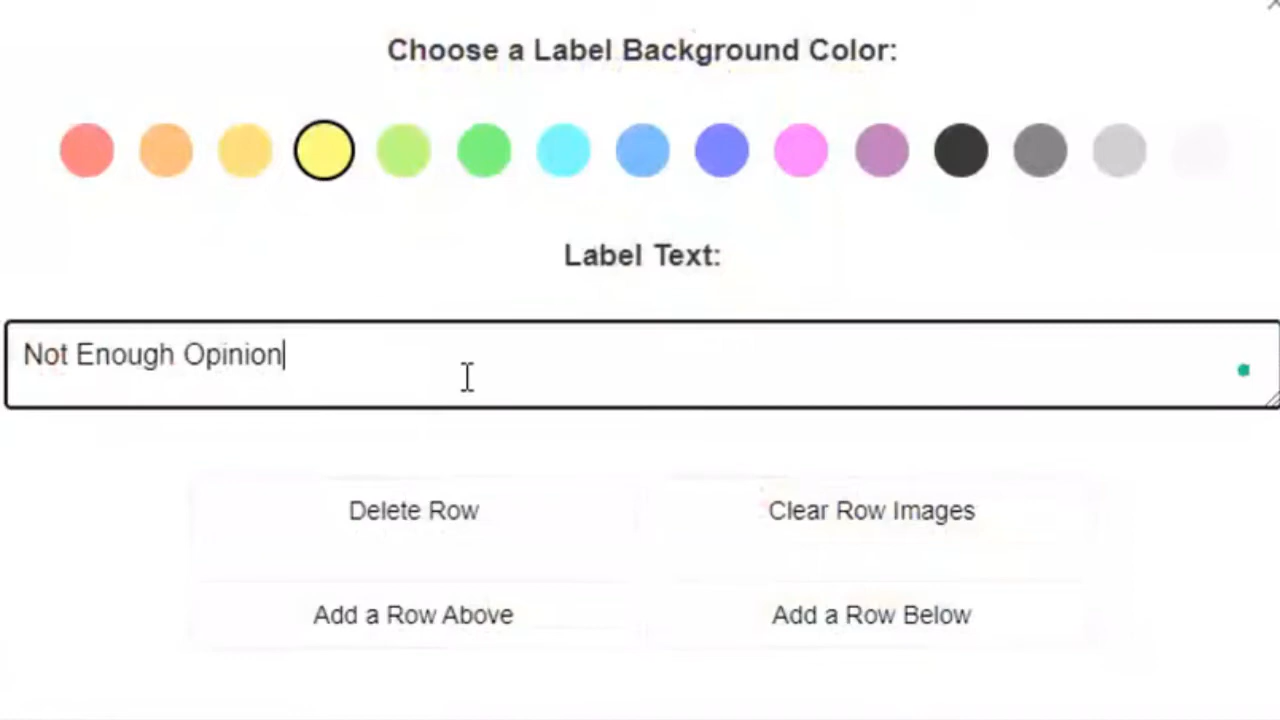 Choose a Label Background Color:
Label Text:
Not Enough Opinion
Delete Row
Clear Row Images
Add a Row Above
Add a Row Below